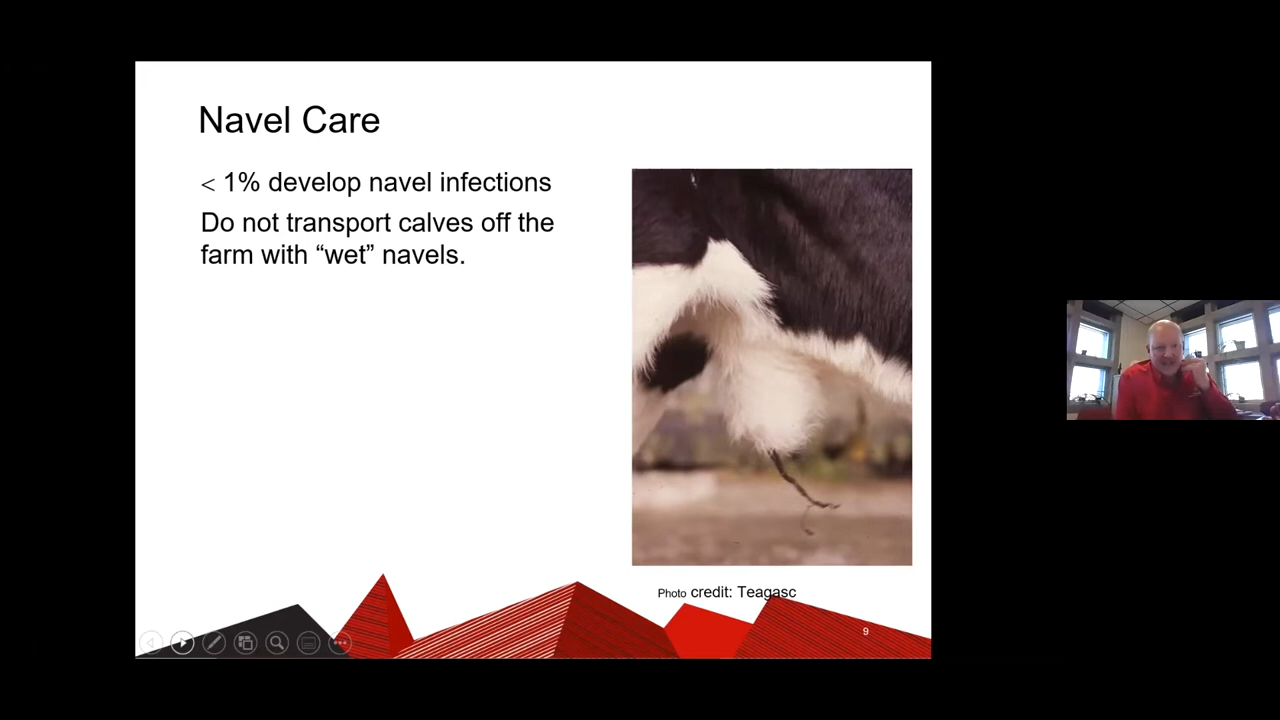 Navel Care
< 1% develop navel infections
Do not transport calves off the
farm with “wet” navels.
Photo credit: Teagasc
9